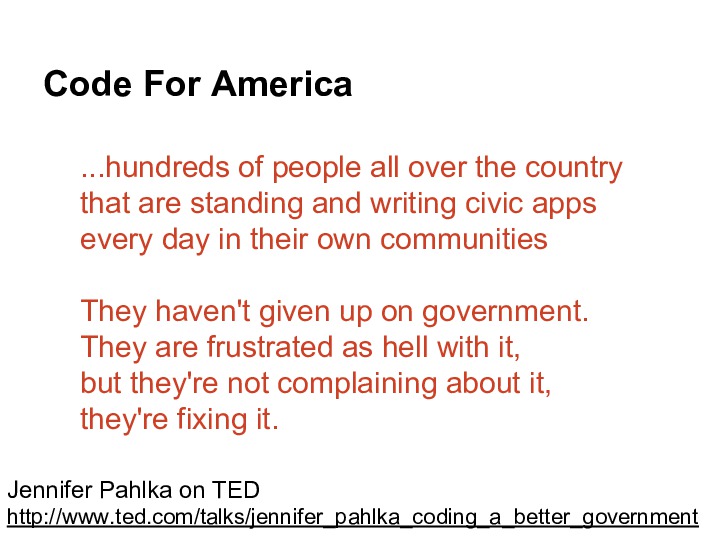 Code For America
...hundreds of people all over the country
that are standing and writing civic apps
every day in their own communities
They haven't given up on government.
They are frustrated as hell with it,
but they're not complaining about it,
they're fixing it.
Jennifer Pahlka on TED
http://www.ted.com/talks/jennifer_pahlka_coding_a_better_government